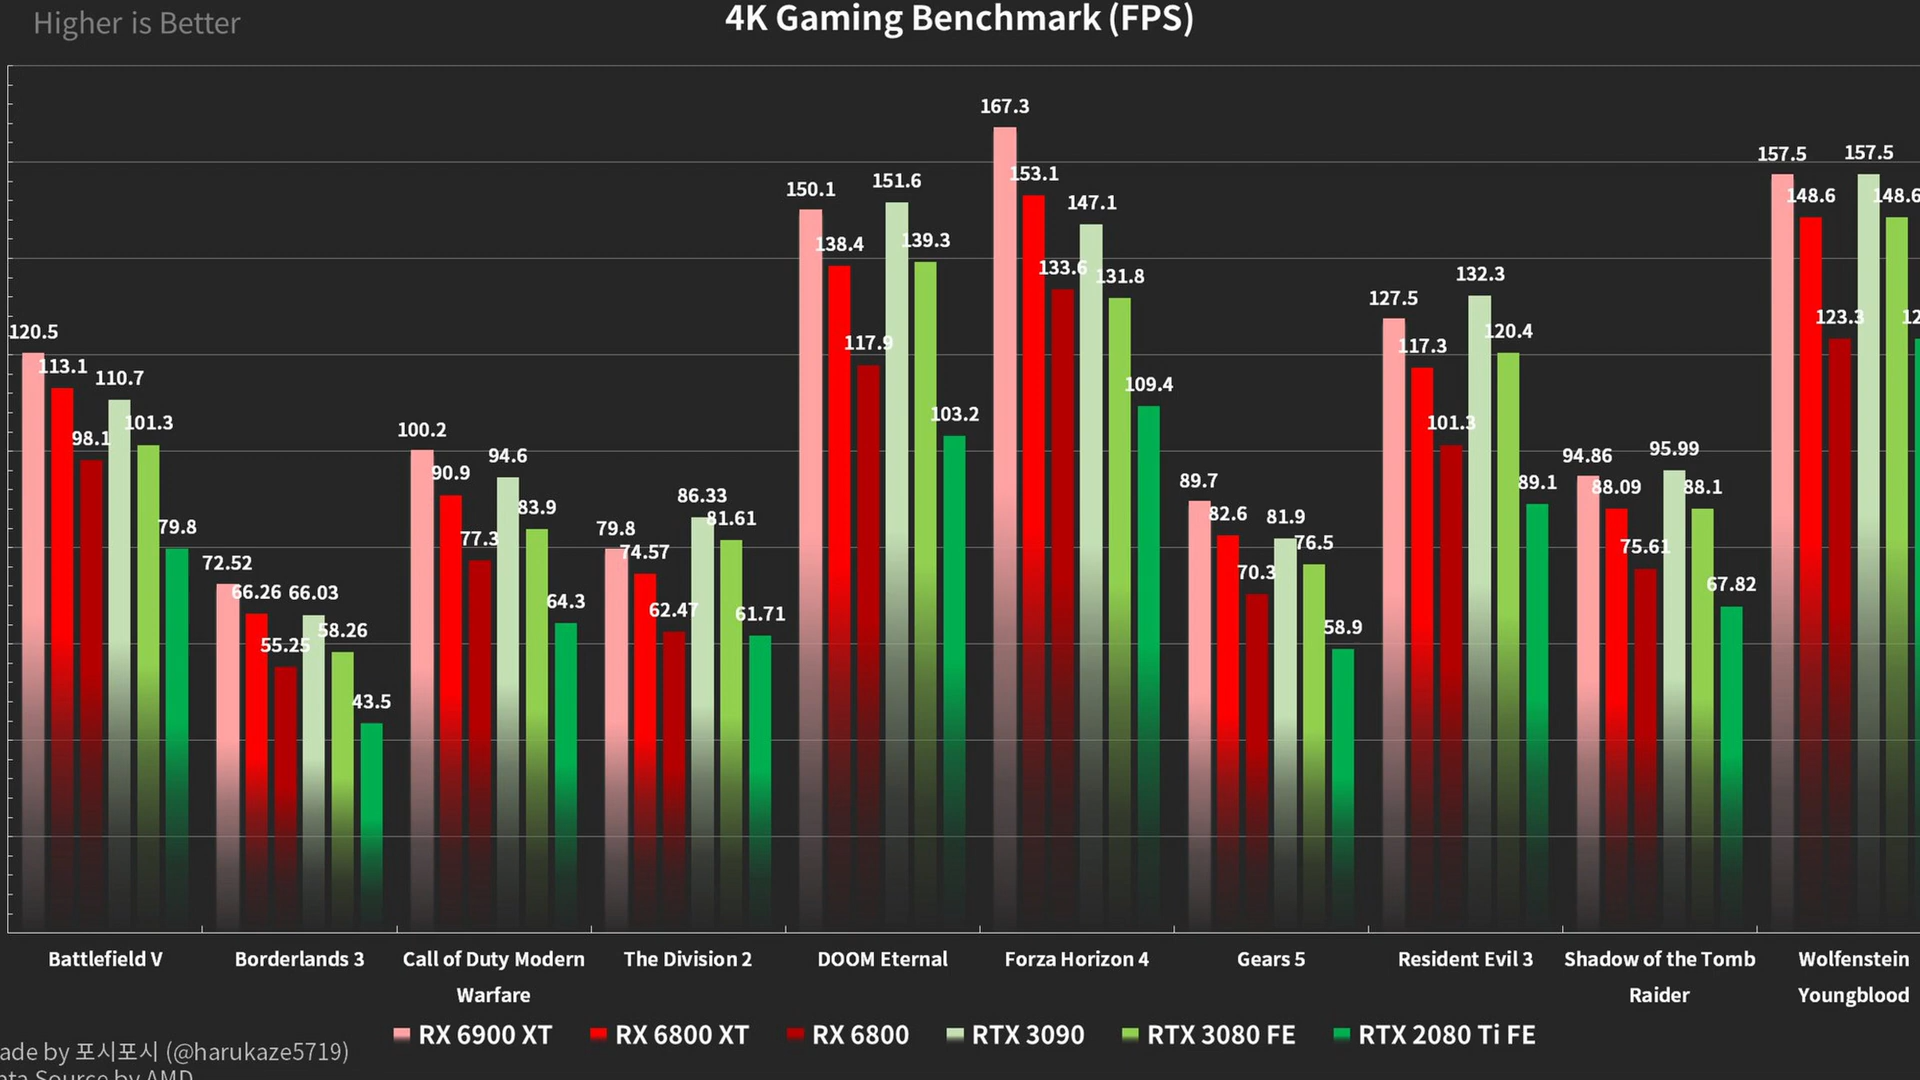 Higher is Better
4K Gaming Benchmark (FPS)
120.5
113.1
98.1
110.7
101.3
79.8
72.52
66.26
55.25
66.03
58.26
43.5
100.2
90.9
77.3
94.6
83.9
64.3
79.8
74.57
62.47
86.33
81.61
61.71
150.1
138.4
117.9
151.6
139.3
103.2
167.3
153.1
133.6
147.1
131.8
109.4
89.7
82.6
70.3
81.9
76.5
58.9
127.5
117.3
101.3
132.3
120.4
89.1
94.86
88.09
75.61
95.99
88.1
67.82
157.5
148.6
123.3
157.5
148.6
12
Battlefield V
Borderlands 3
Call of Duty Modern
Warfare
The Division 2
DOOM Eternal
Forza Horizon 4
Gears 5
Resident Evil 3
Shadow of the Tomb
Raider
Wolfenstein
Youngblood
RX 6900 XT
RX 6800 XT
RX 6800
RTX 3090
RTX 3080 FE
RTX 2080 Ti FE
ade by 포시포시 (@harukaze5719)
ata Source by AMD